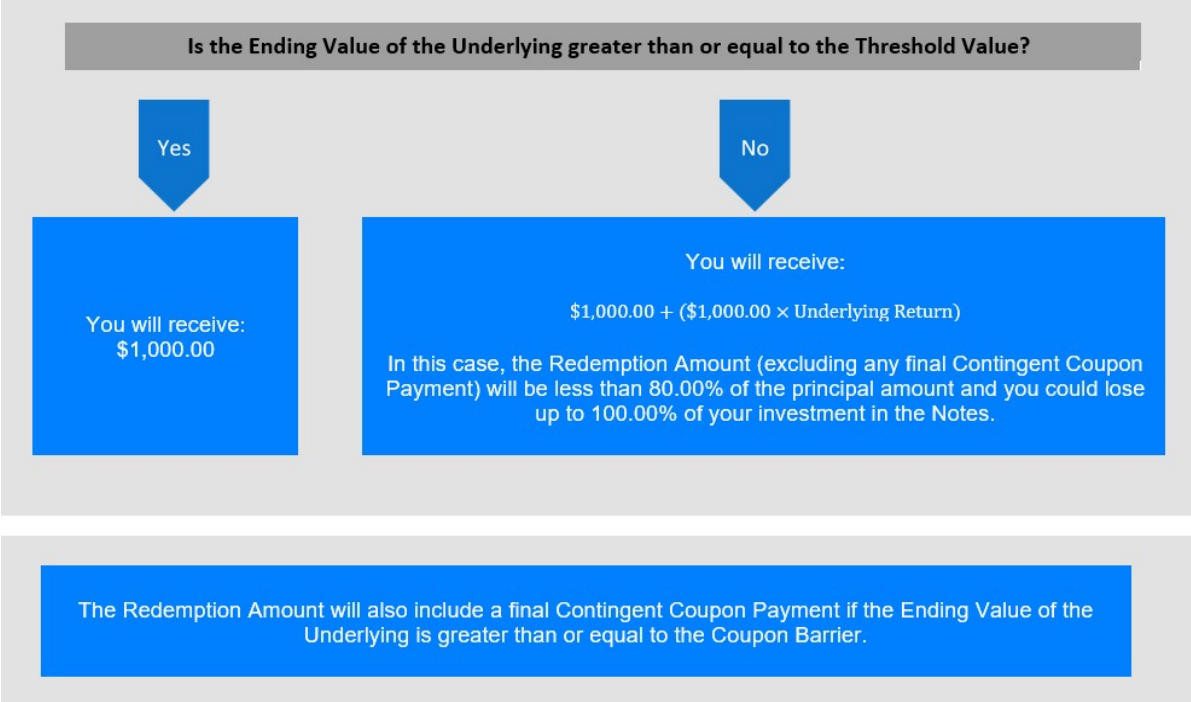 Is the Ending Value of the Underlying greater than or equal to the Threshold Value?
Yes
No
You will receive:
$1,000.00
You will receive:
$1,000.00 + ($1,000.00 × Underlying Return)
In this case, the Redemption Amount (excluding any final Contingent Coupon
Payment) will be less than 80.00% of the principal amount and you could lose
up to 100.00% of your investment in the Notes.
The Redemption Amount will also include a final Contingent Coupon Payment if the Ending Value of the
Underlying is greater than or equal to the Coupon Barrier.